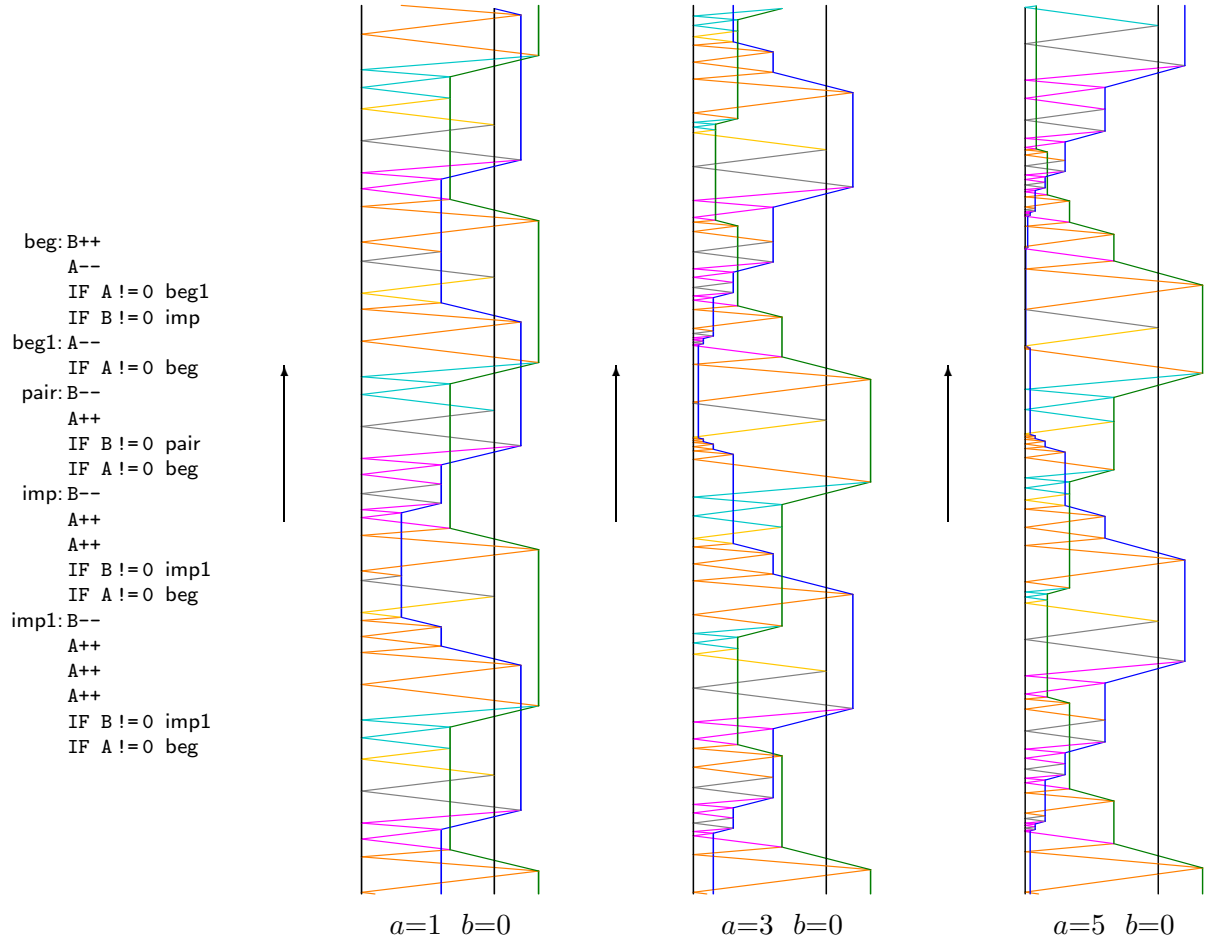 beg: B++
A--
IF A!=0 beg1
IF B!=0 imp
beg1: A--
IF A!=0 beg
pair: B--
A++
IF B!=0 pair
IF A!=0 beg
imp: B--
A++
A++
IF B!=0 imp1
IF A!=0 beg
imp1: B--
A++
A++
A++
IF B!=0 imp1
IF A!=0 beg
a=1 b=0
a=3 b=0
a=5 b=0